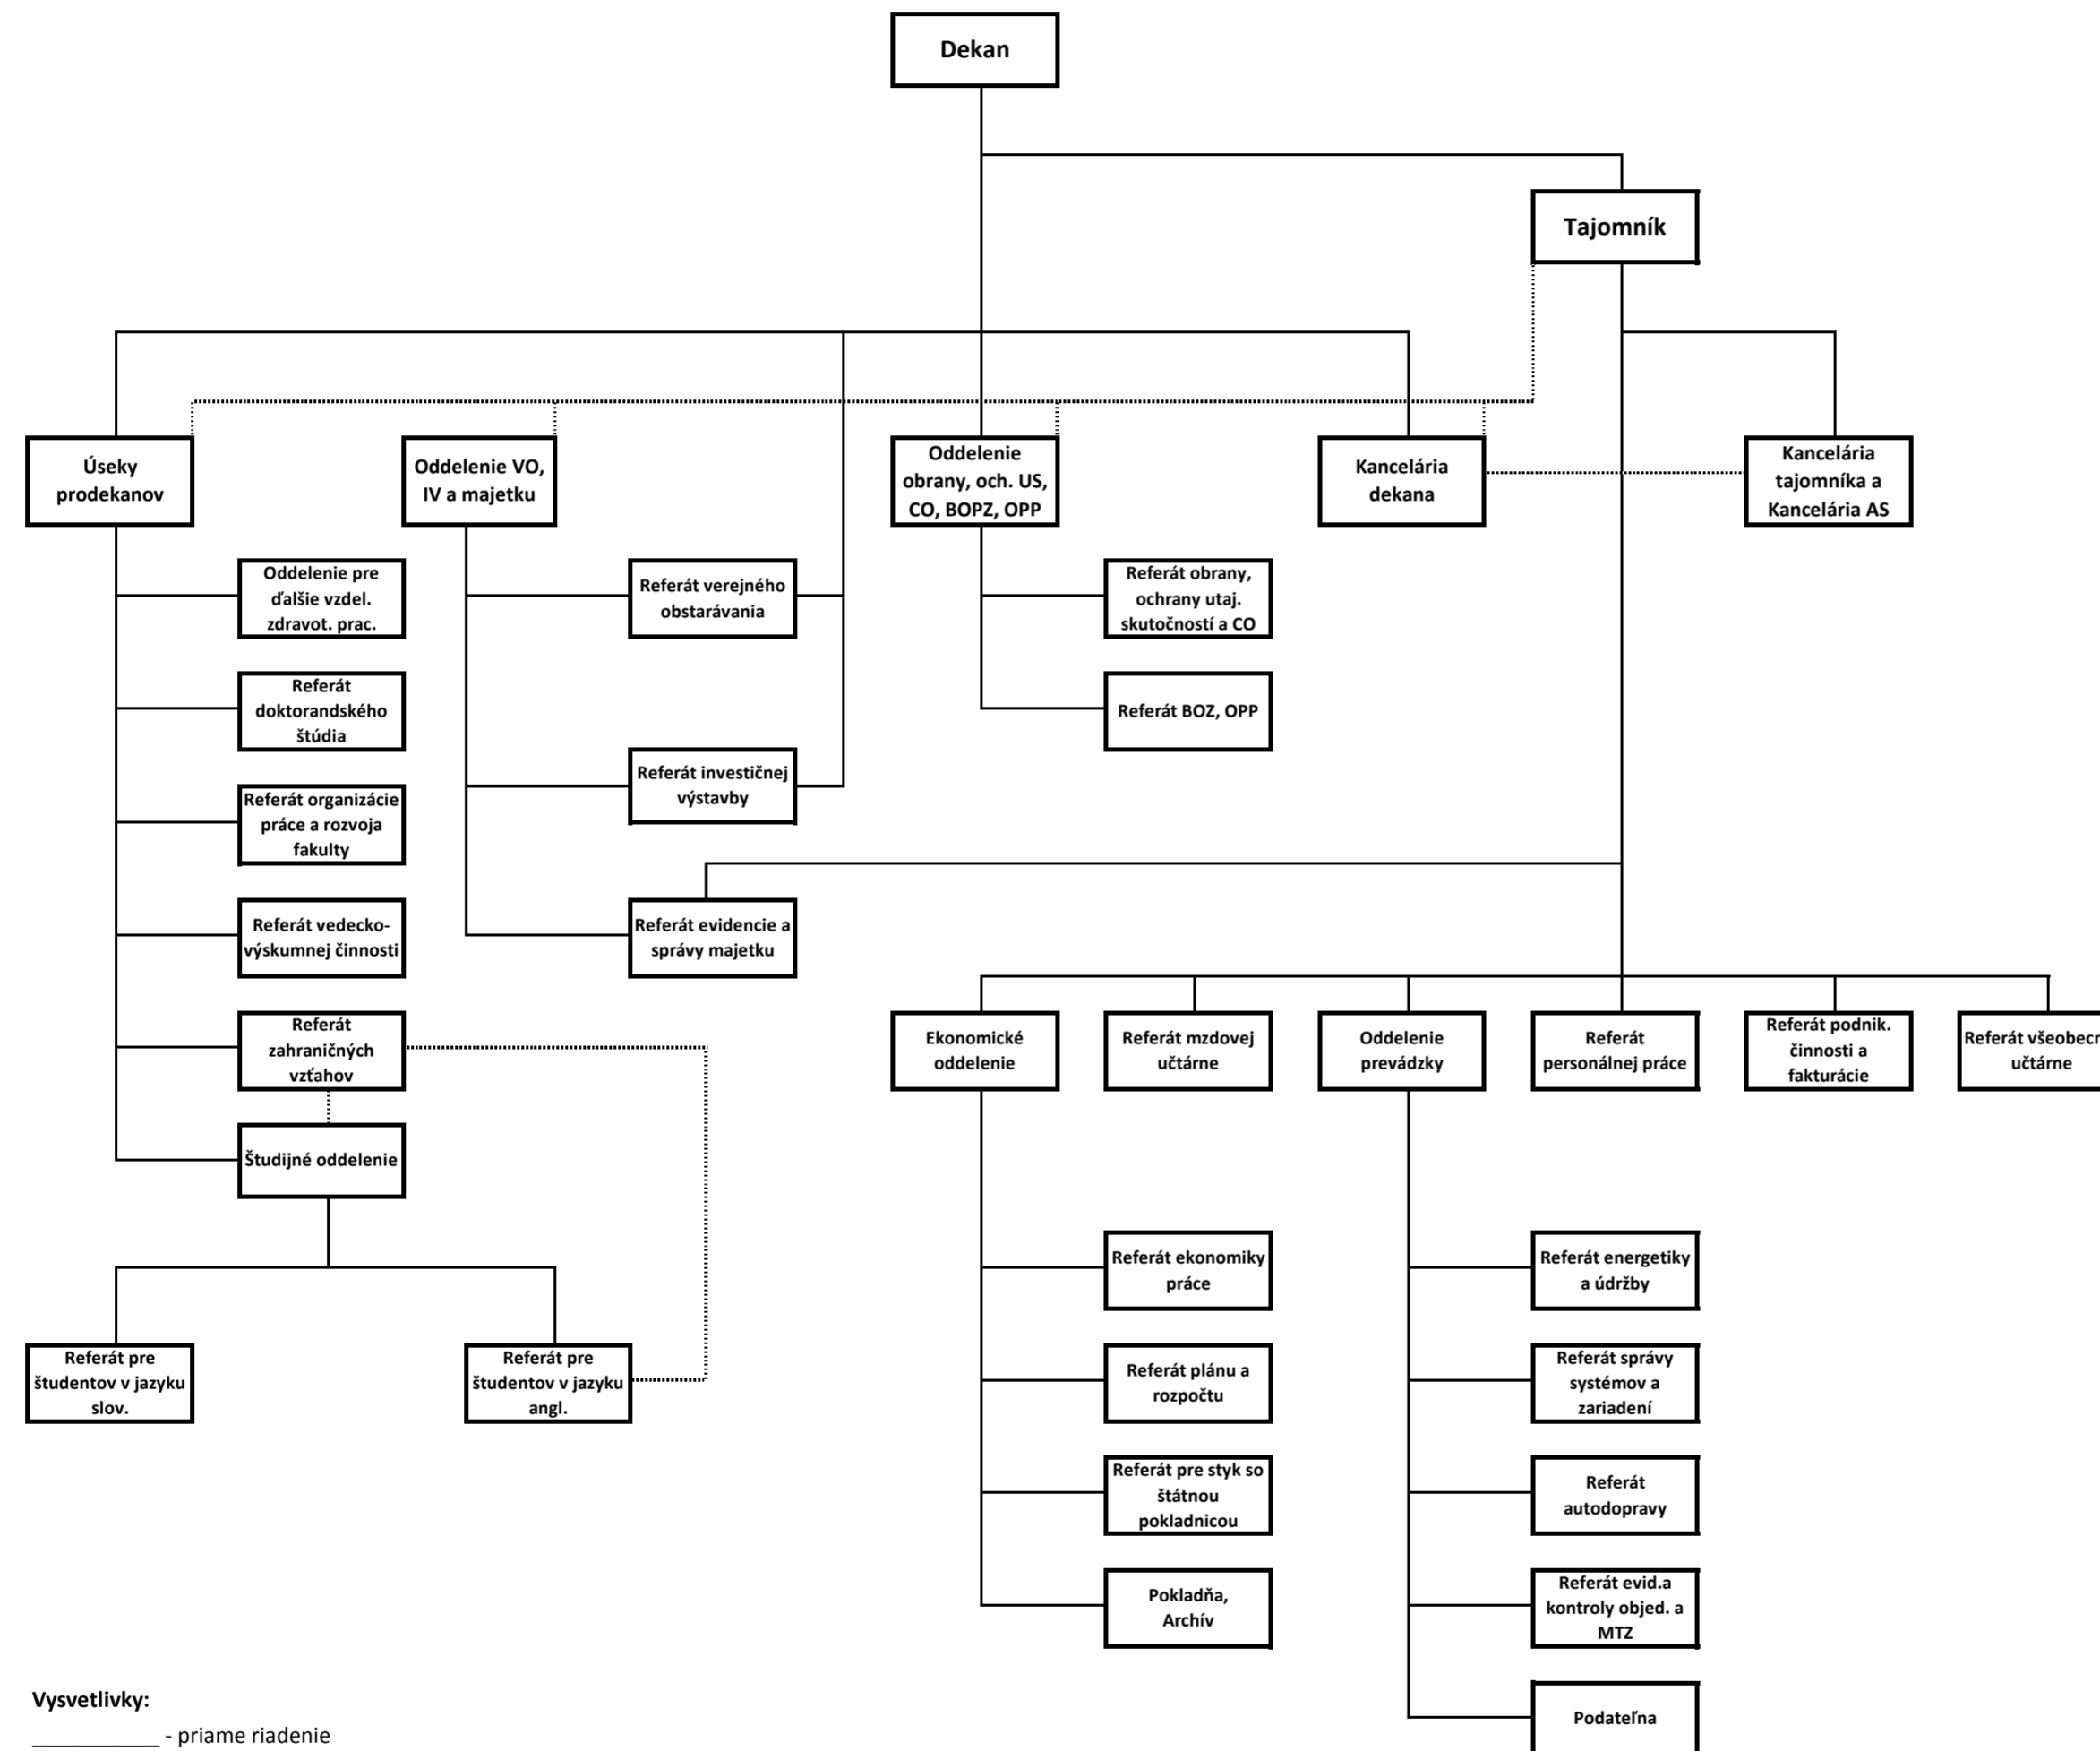 Dekan
Tajomník
Úseky
prodekanov
Oddelenie VO,
IV a majetku
Oddelenie
obrany, och. US,
CO, BOPZ, OPP
Kancelária
dekana
Kancelária
tajomníka a
Kancelária AS
Oddelenie pre
ďalšie vzdel.
zdravot. prac.
Referát verejného
obstarávania
Referát obrany,
ochrany utaj.
skutočností a CO
Referát
doktorandského
štúdia
Referát BOZ, OPP
Referát investičnej
výstavby
Referát organizácie
práce a rozvoja
fakulty
Referát vedecko-
výskumnej činnosti
Referát evidencie a
správy majetku
Referát
zahraničných
vzťahov
Ekonomické
oddelenie
Referát mzdovej
učtárne
Oddelenie
prevádzky
Referát
personálnej práce
Referát podnik.
činnosti a
fakturácie
Referát
učtárne
Študijné oddelenie
Referát ekonomiky
práce
Referát energetiky
a údržby
Referát pre
študentov v jazyku
slov.
Referát pre
študentov v jazyku
angl.
Referát plánu a
rozpočtu
Referát správy
systémov a
zariadení
Referát pre styk so
štátnou
pokladnicou
Referát
autodopravy
Pokladňa,
Archív
Referát evid.a
kontroly objed. a
MTZ
Podateľna
Vysvetlivky:
___________ - priame riadenie